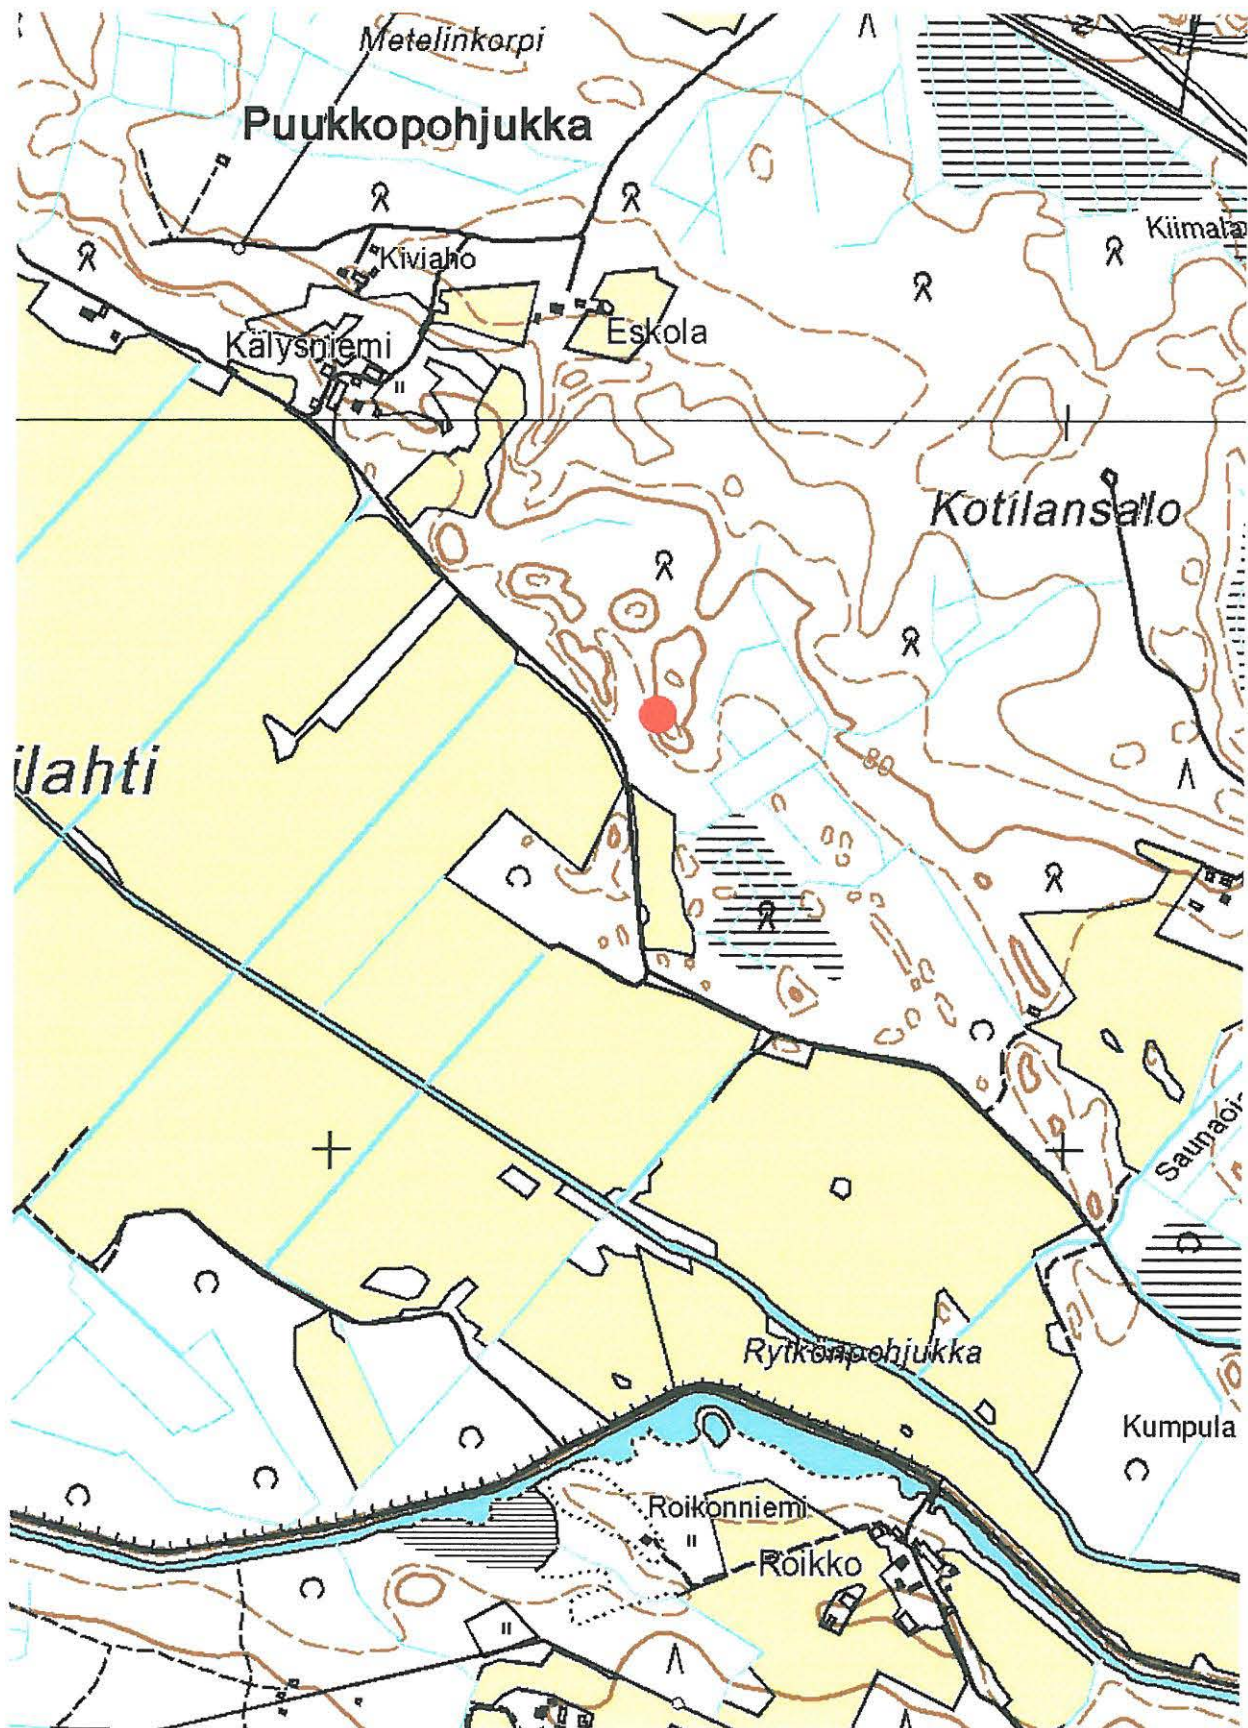 Metelinkorpi
Puukkopohjukka
Kiimala
Kiviaho
Eskola
Kälysniemi
Kotilansalo
ilahti
80
Saunaoj-
Rytkönpohjukka
Kumpula
Roikonniemi
Roikko